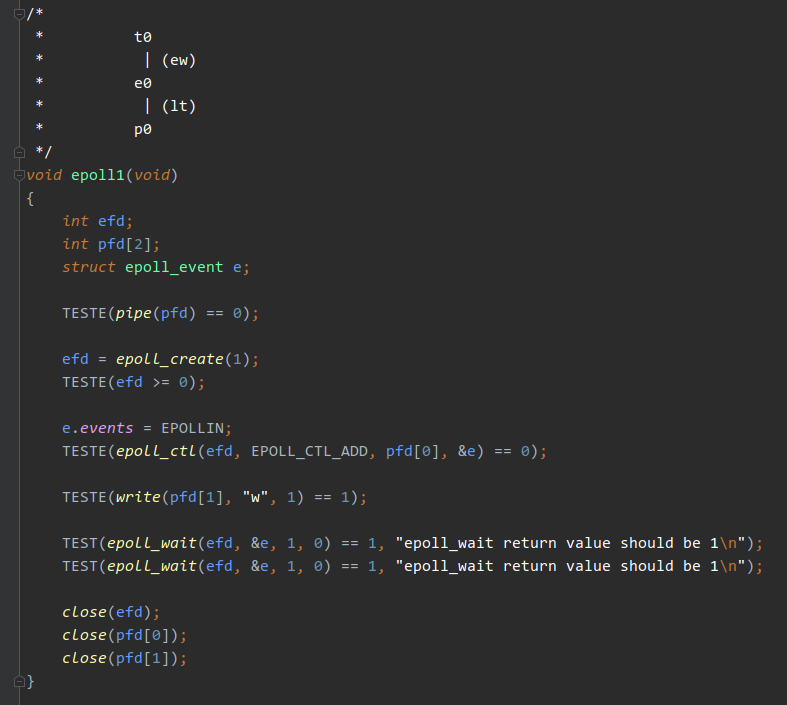 /*
 *          t0
 *           | (ew)
 *          e0
 *           | (lt)
 *          p0
 */
void epoll1(void)
{
    int efd;
    int pfd[2];
    struct epoll_event e;

    TESTE(pipe(pfd) == 0);

    efd = epoll_create(1);
    TESTE(efd >= 0);

    e.events = EPOLLIN;
    TESTE(epoll_ctl(efd, EPOLL_CTL_ADD, pfd[0], &e) == 0);

    TESTE(write(pfd[1], "w", 1) == 1);

    TEST(epoll_wait(efd, &e, 1, 0) == 1, "epoll_wait return value should be 1\n");
    TEST(epoll_wait(efd, &e, 1, 0) == 1, "epoll_wait return value should be 1\n");

    close(efd);
    close(pfd[0]);
    close(pfd[1]);
}